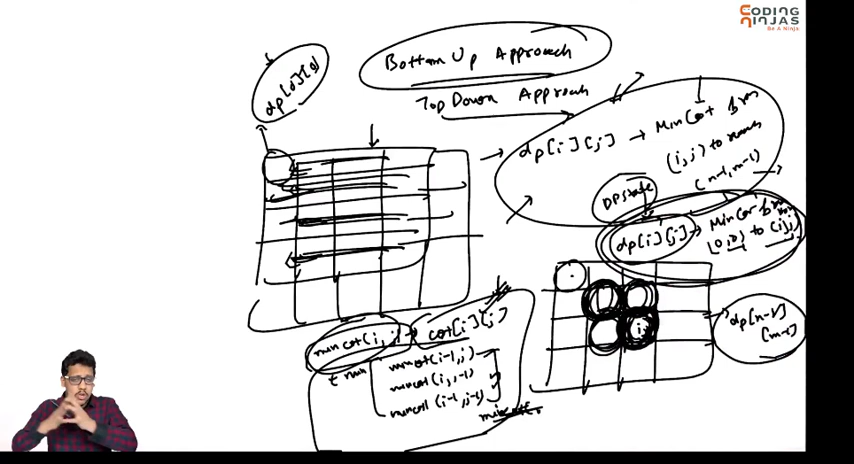 CODING
NINJAS
Be A Ninja
Bottom Up Approach
Top Down Approach
dp[0][0]
dp[i][j] → Min Cost from
(i,j) to reach
(n-1, m-1)
DP State
dp[i][j] → Min Cost from
(0,0) to (i,j)
i,j
dp[n-1]
[m-1]
mincost(i,j) → cost[i][j]
+ min
mincost(i-1,j)
mincost(i,j-1)
mincost(i-1,j-1)